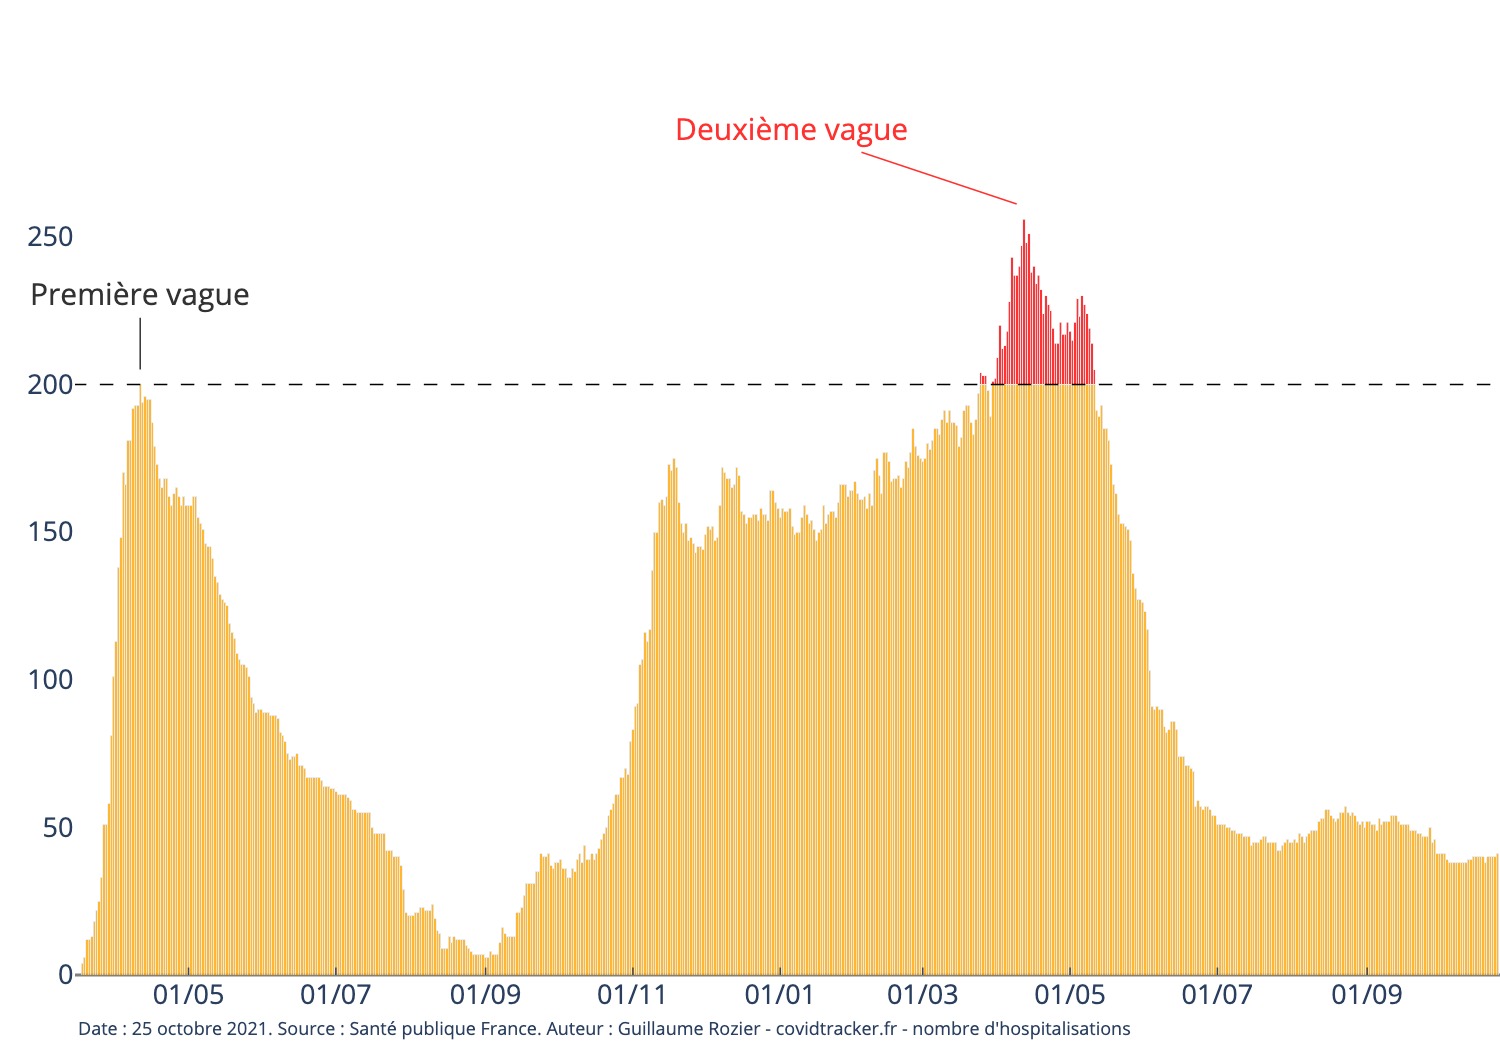 Deuxième vague
250
Première vague
200
150
100
50
0
01/05 01/07 01/09 01/11 01/01 01/03 01/05 01/07 01/09
Date : 25 octobre 2021. Source : Santé publique France. Auteur : Guillaume Rozier - covidtracker.fr - nombre d'hospitalisations